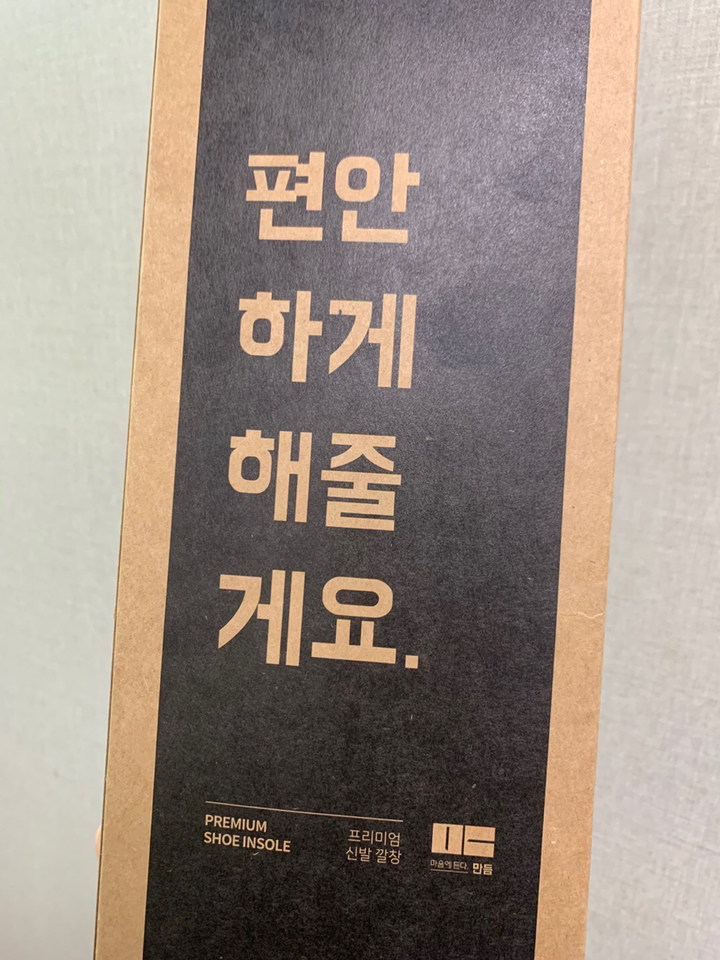 편안
하게
해줄
게요.
PREMIUM
SHOE INSOLE
프리미엄
신발 깔창
마음에 든다. 만듬